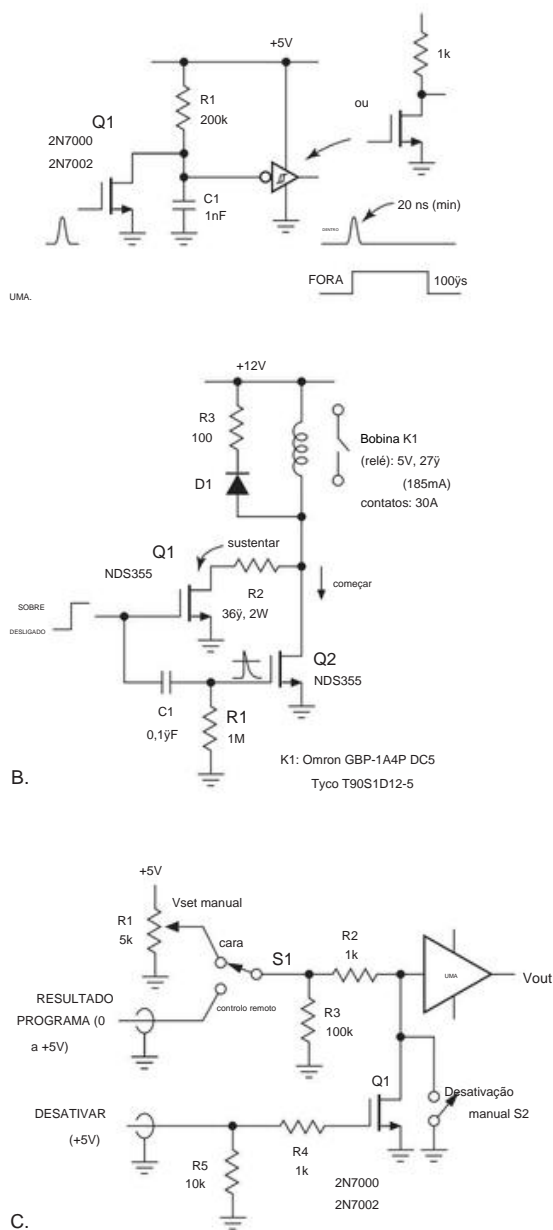 +5V
R1
200k
Q1
2N7000
2N7002
C1
1nF
ou
1k
20 ns (min)
CENTRO
FORA
100ÿs
UMA.
+12V
R3
100
D1
Bobina K1
(relé): 5V, 27ÿ
(185mA)
contatos: 30A
Q1
NDS355
sustentar
R2
36ÿ, 2W
começar
SOBRE
DESLIGADO
Q2
NDS355
C1
0,1ÿF
R1
1M
K1: Omron GBP-1A4P DC5
Tyco T90S1D12-5
B.
+5V
Vset manual
R1
5k
cara
S1
R2
1k
UMA
Vout
RESULTADO
PROGRAMA (0
a +5V)
controlo remoto
R3
100k
Q1
Desativação
manual S2
DESATIVAR
(+5V)
R5
10k
R4
1k
2N7000
2N7002
C.